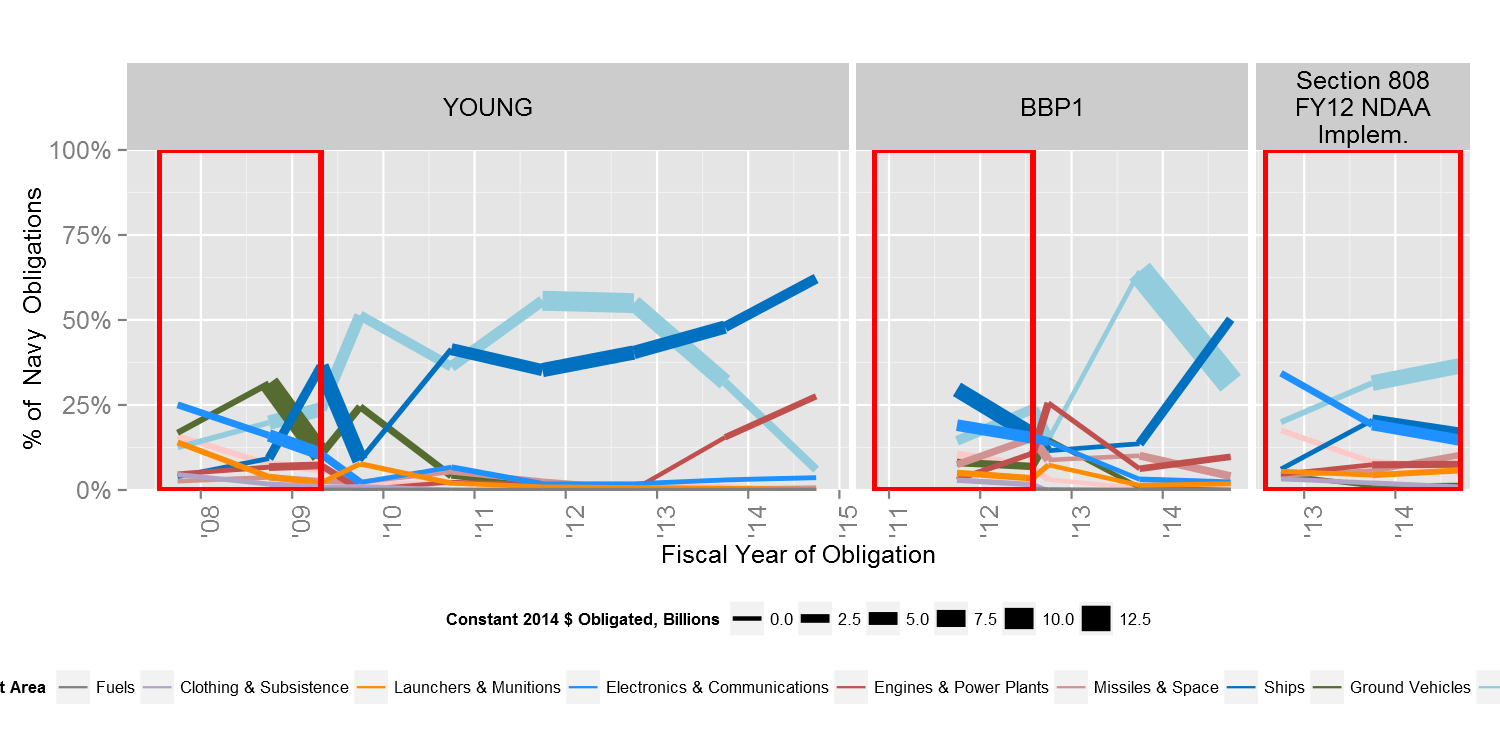 YOUNG
BBP1
Section 808
FY12 NDAA
Implem.
100%
75%
50%
25%
0%
% of Navy Obligations
'08
'09
'10
'11
'12
'13
'14
'15
'11
'12
'13
'14
'13
'14
Fiscal Year of Obligation
Constant 2014 $ Obligated, Billions 0.0 2.5 5.0 7.5 10.0 12.5
t Area Fuels Clothing & Subsistence Launchers & Munitions Electronics & Communications Engines & Power Plants Missiles & Space Ships Ground Vehicles